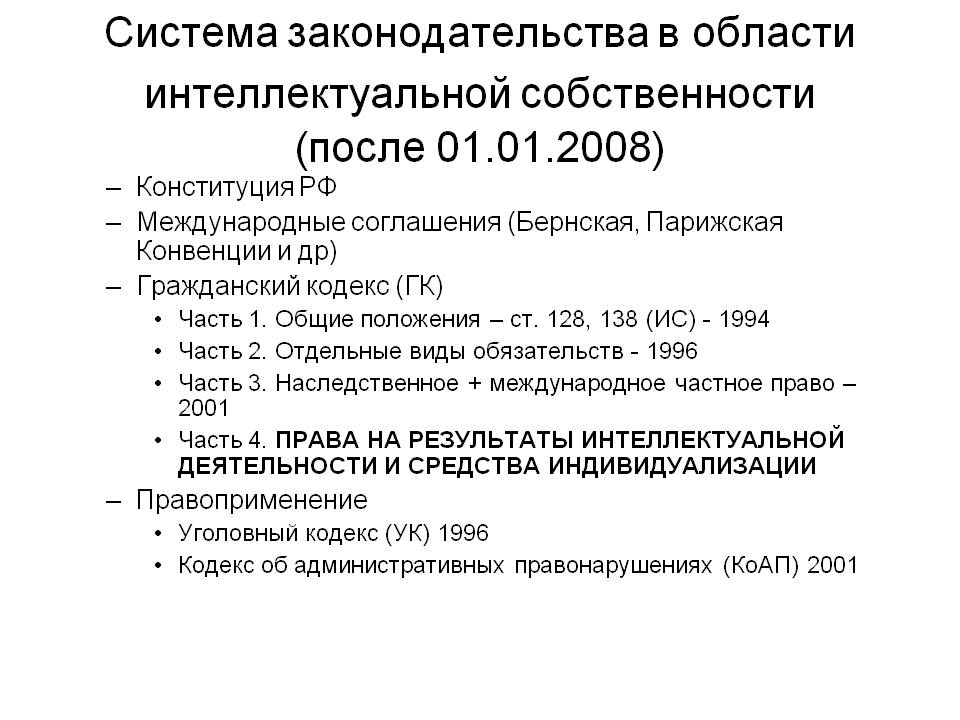 Система законодательства в области
интеллектуальной собственности
(после 01.01.2008)
– Конституция РФ
– Международные соглашения (Бернская, Парижская
Конвенции и др)
– Гражданский кодекс (ГК)
• Часть 1. Общие положения – ст. 128, 138 (ИС) - 1994
• Часть 2. Отдельные виды обязательств - 1996
• Часть 3. Наследственное + международное частное право –
2001
• Часть 4. ПРАВА НА РЕЗУЛЬТАТЫ ИНТЕЛЛЕКТУАЛЬНОЙ
ДЕЯТЕЛЬНОСТИ И СРЕДСТВА ИНДИВИДУАЛИЗАЦИИ
– Правоприменение
• Уголовный кодекс (УК) 1996
• Кодекс об административных правонарушениях (КоАП) 2001